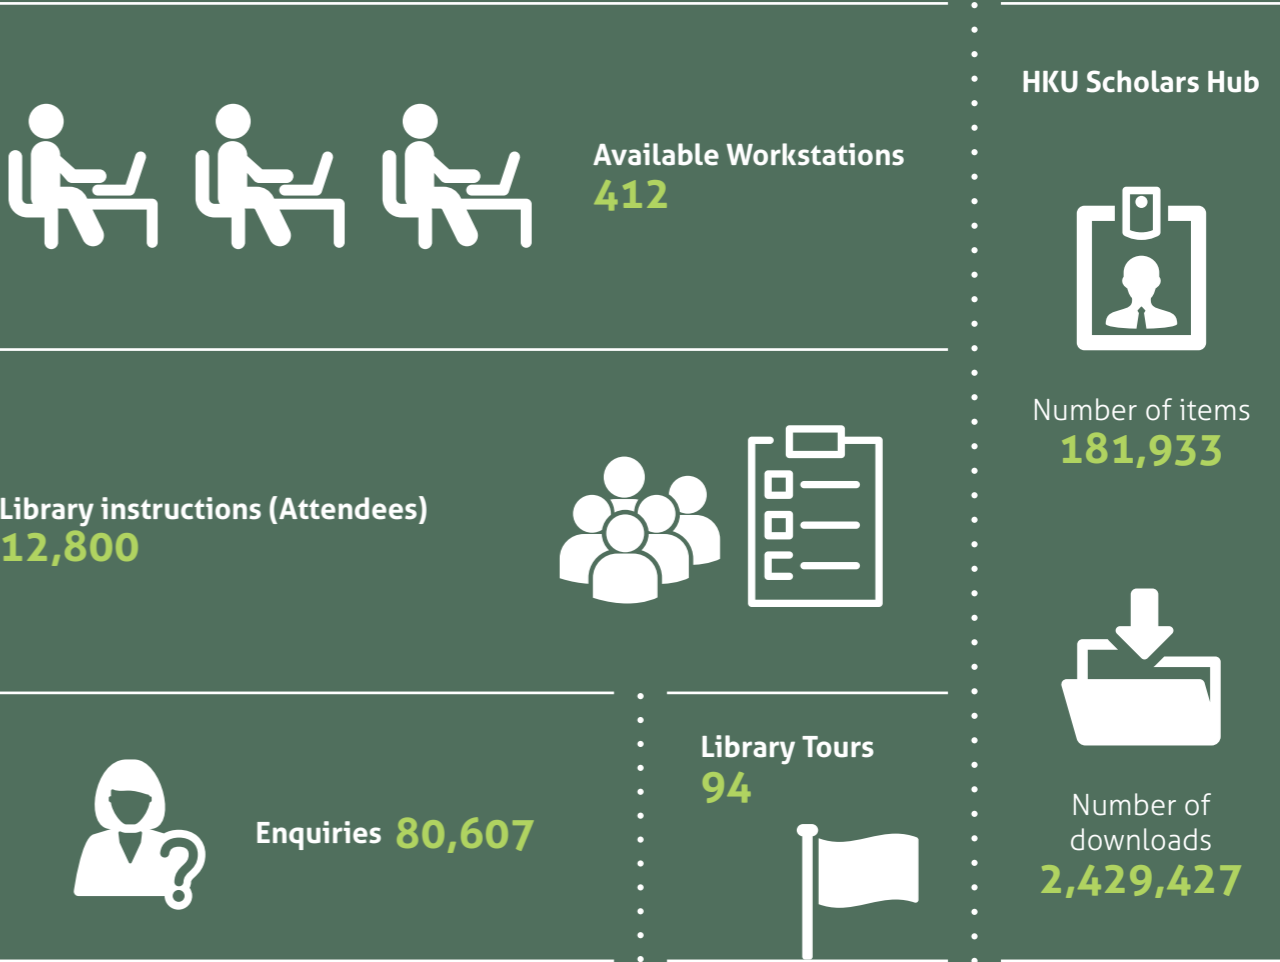 Available Workstations
412
Library instructions (Attendees)
12,800
Enquiries 80,607
Library Tours
94
HKU Scholars Hub
Number of items
181,933
Number of
downloads
2,429,427